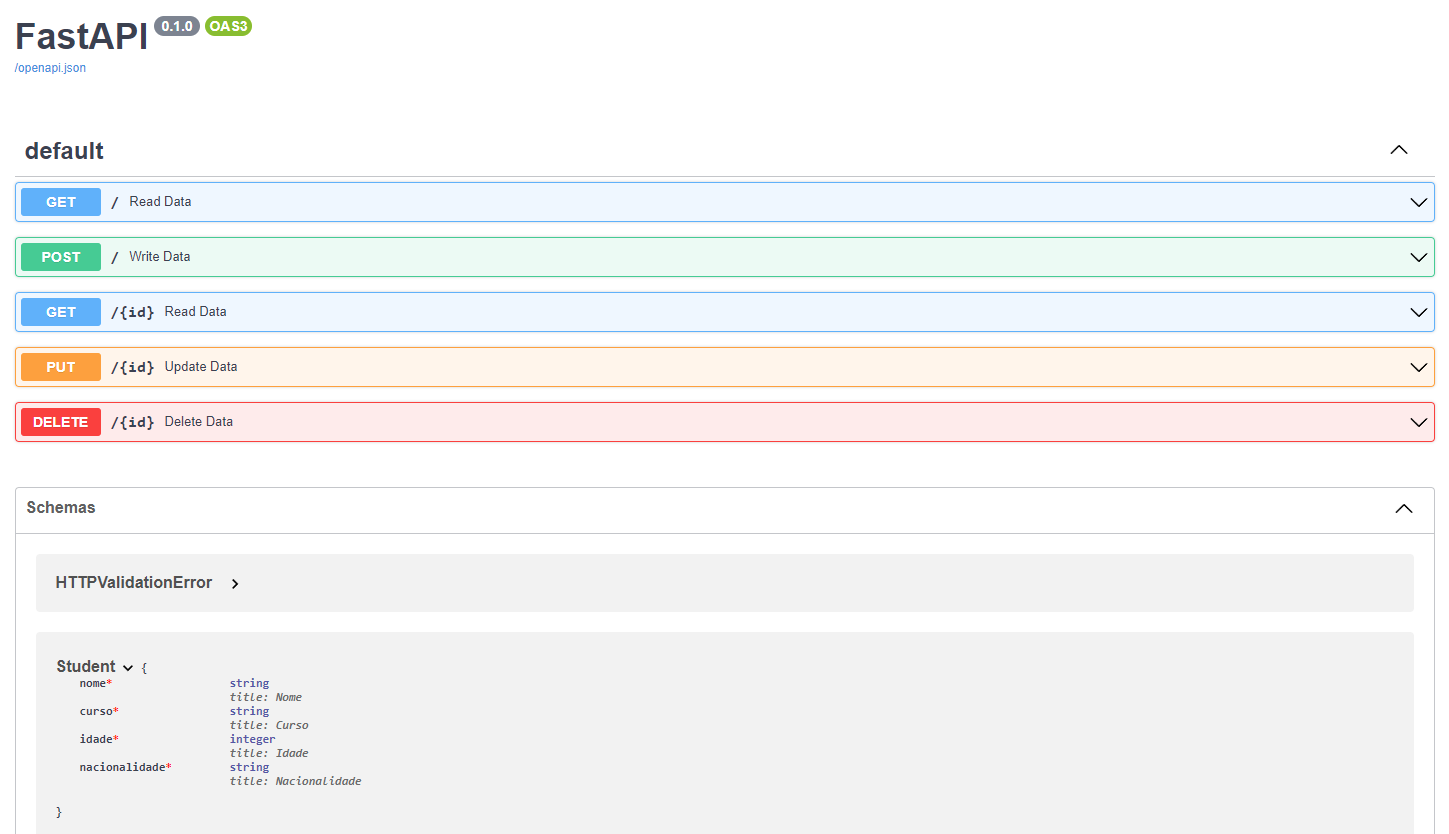 FastAPI 0.1.0 OAS3
/openapi.json
default
GET / Read Data
POST / Write Data
GET /{id} Read Data
PUT /{id} Update Data
DELETE /{id} Delete Data
Schemas
HTTPValidationError
Student {
nome* string
title: Nome
curso* string
title: Curso
idade* integer
title: Idade
nacionalidade* string
title: Nacionalidade
}